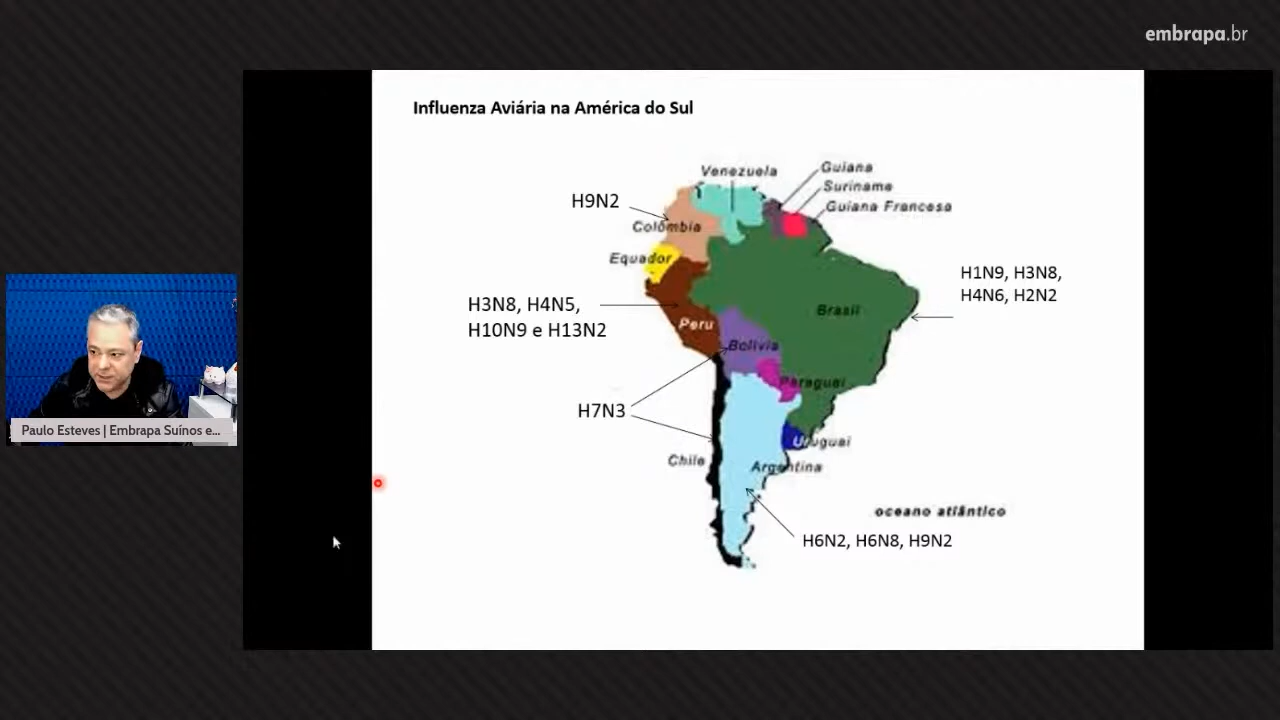 embrapa.br
Influenza Aviária na América do Sul
Venezuela
Guiana
Suriname
Guiana Francesa
H9N2
Colômbia
Equador
H1N9, H3N8,
H4N6, H2N2
H3N8, H4N5,
H10N9 e H13N2
Brasil
Peru
Bolívia
Paraguai
H7N3
Uruguai
Chile
Argentina
oceano atlântico
H6N2, H6N8, H9N2
Paulo Esteves | Embrapa Suínos e...